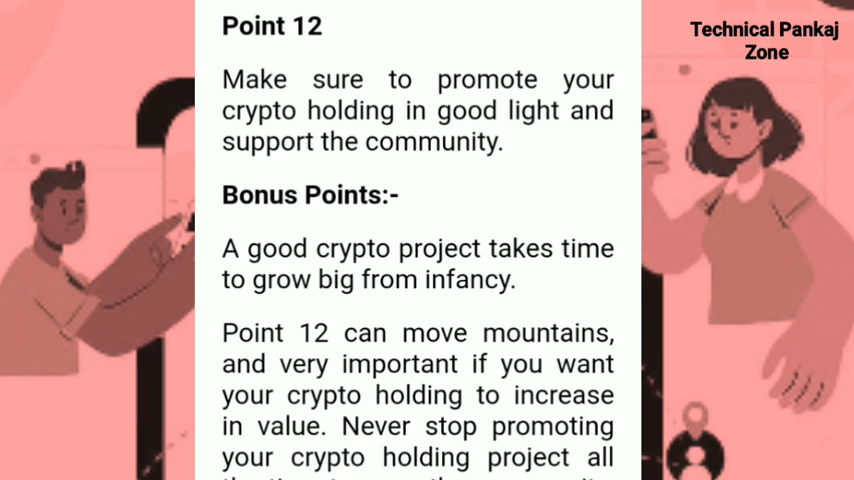 Point 12
Make sure to promote your
crypto holding in good light and
support the community.
Bonus Points:-
A good crypto project takes time
to grow big from infancy.
Point 12 can move mountains,
and very important if you want
your crypto holding to increase
in value. Never stop promoting
your crypto holding project all
Technical Pankaj
Zone